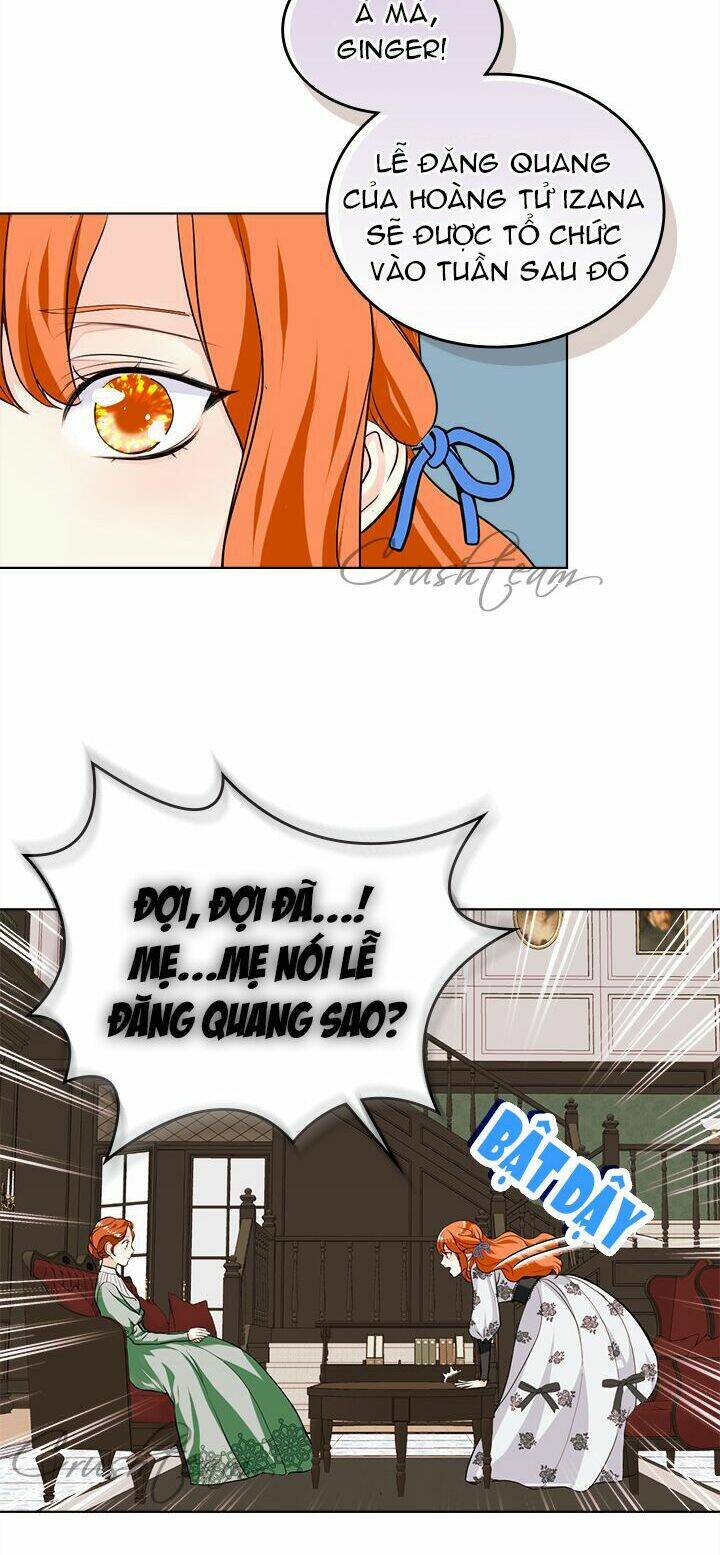 À MÀ,
GINGER!
LỄ ĐĂNG QUANG
CỦA HOÀNG TỬ IZANA
SẼ ĐƯỢC TỔ CHỨC
VÀO TUẦN SAU ĐÓ
Crushteam
ĐỢI, ĐỢI ĐÃ...!
MẸ...MẸ NÓI LỄ
ĐĂNG QUANG SAO?
BẬT DẬY
Crushteam